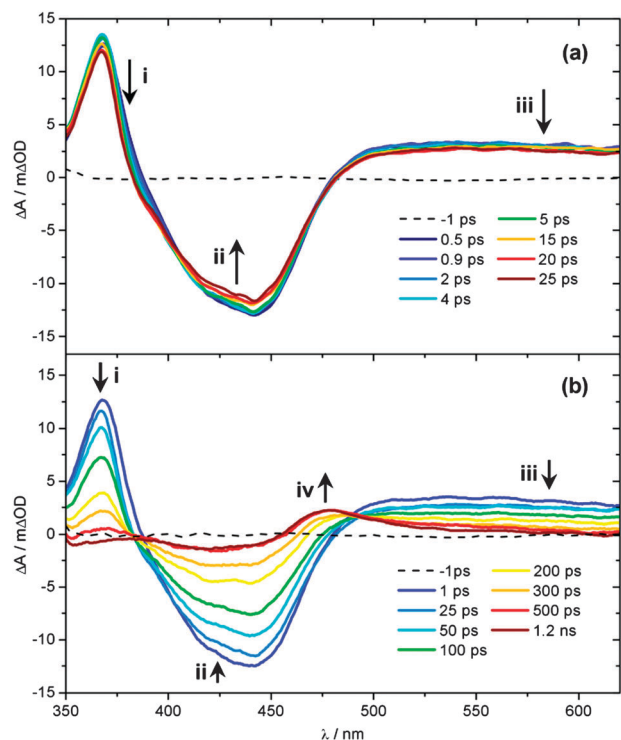 (a)
i
iii
ii
ΔA / mΔOD
15
10
5
0
-5
-10
-15
-1 ps
0.5 ps
0.9 ps
2 ps
4 ps
5 ps
15 ps
20 ps
25 ps
(b)
i
iv
iii
ii
ΔA / mΔOD
15
10
5
0
-5
-10
-15
-1ps
1 ps
25 ps
50 ps
100 ps
200 ps
300 ps
500 ps
1.2 ns
350 400 450 500 550 600
λ / nm